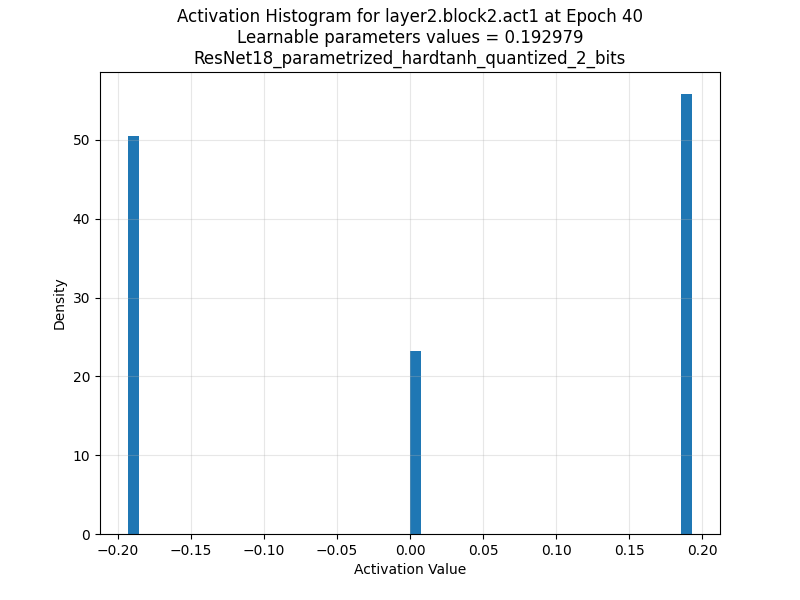 Activation Histogram for layer2.block2.act1 at Epoch 40
Learnable parameters values = 0.192979
ResNet18_parametrized_hardtanh_quantized_2_bits
50
40
30
20
10
0
Density
−0.20 −0.15 −0.10 −0.05 0.00 0.05 0.10 0.15 0.20
Activation Value